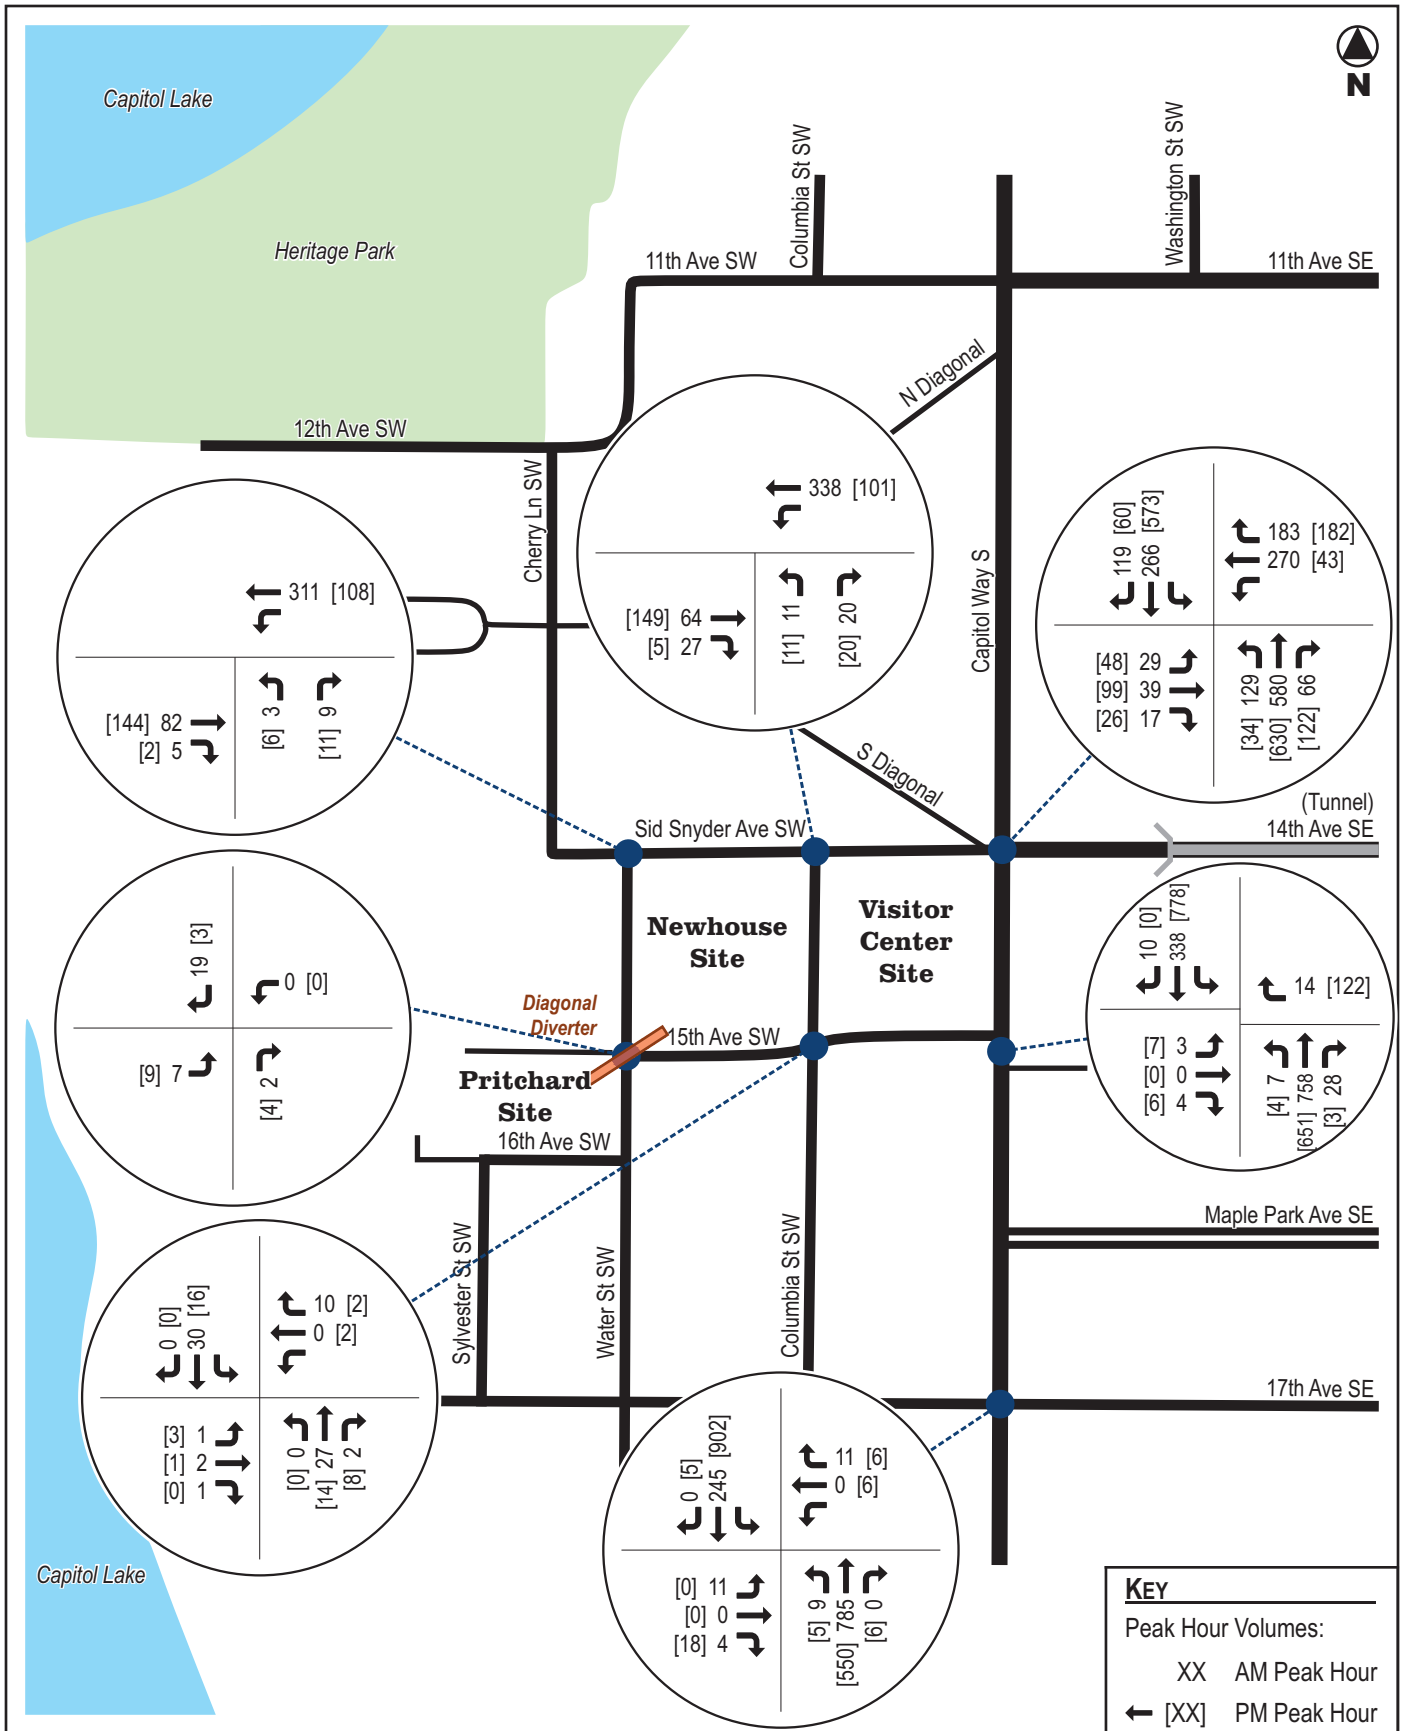 N
Capitol Lake
Heritage Park
Columbia St SW
Washington St SW
11th Ave SW
11th Ave SE
N Diagonal
12th Ave SW
Cherry Ln SW
Capitol Way S
338 [101]
[149] 64
[5] 27
[11] 11
[20] 20
119 [60]
266 [573]
183 [182]
270 [43]
[48] 29
[99] 39
[26] 17
[34] 129
[630] 580
[122] 66
311 [108]
[144] 82
[2] 5
[6] 3
[11] 9
S Diagonal
(Tunnel)
14th Ave SE
Sid Snyder Ave SW
Newhouse
Site
Visitor
Center
Site
19 [3]
0 [0]
[9] 7
[4] 2
Diagonal
Diverter
15th Ave SW
10 [0]
338 [778]
14 [122]
[7] 3
[0] 0
[6] 4
[4] 7
[651] 758
[3] 28
Pritchard
Site
16th Ave SW
Maple Park Ave SE
Sylvester St SW
Water St SW
Columbia St SW
0 [0]
30 [16]
10 [2]
0 [2]
[3] 1
[1] 2
[0] 1
[0] 0
[14] 27
[8] 2
17th Ave SE
0 [5]
245 [902]
11 [6]
0 [6]
[0] 11
[0] 0
[18] 4
[5] 9
[550] 785
[6] 0
Capitol Lake
KEY
Peak Hour Volumes:
XX AM Peak Hour
[XX] PM Peak Hour